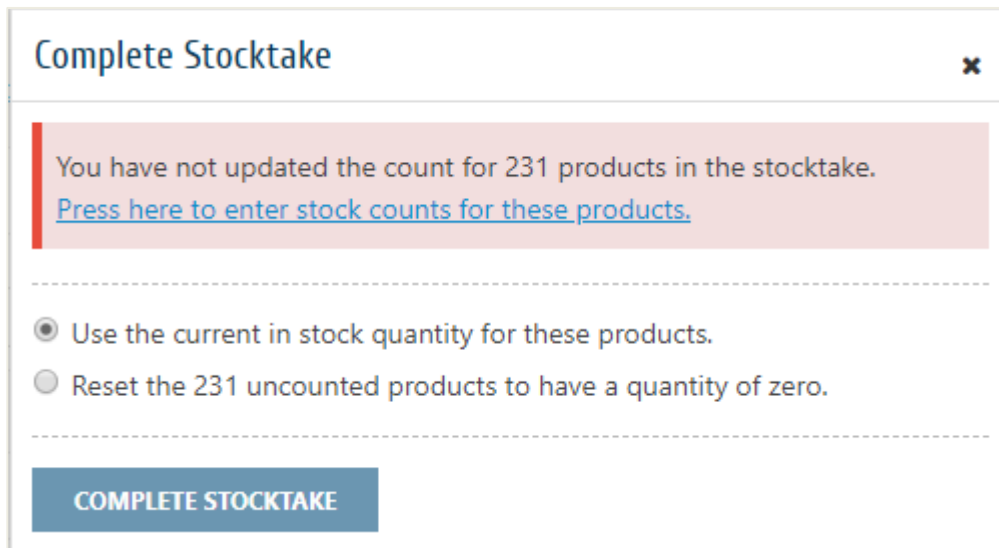 Complete Stocktake
You have not updated the count for 231 products in the stocktake.
Press here to enter stock counts for these products.
Use the current in stock quantity for these products.
Reset the 231 uncounted products to have a quantity of zero.
COMPLETE STOCKTAKE